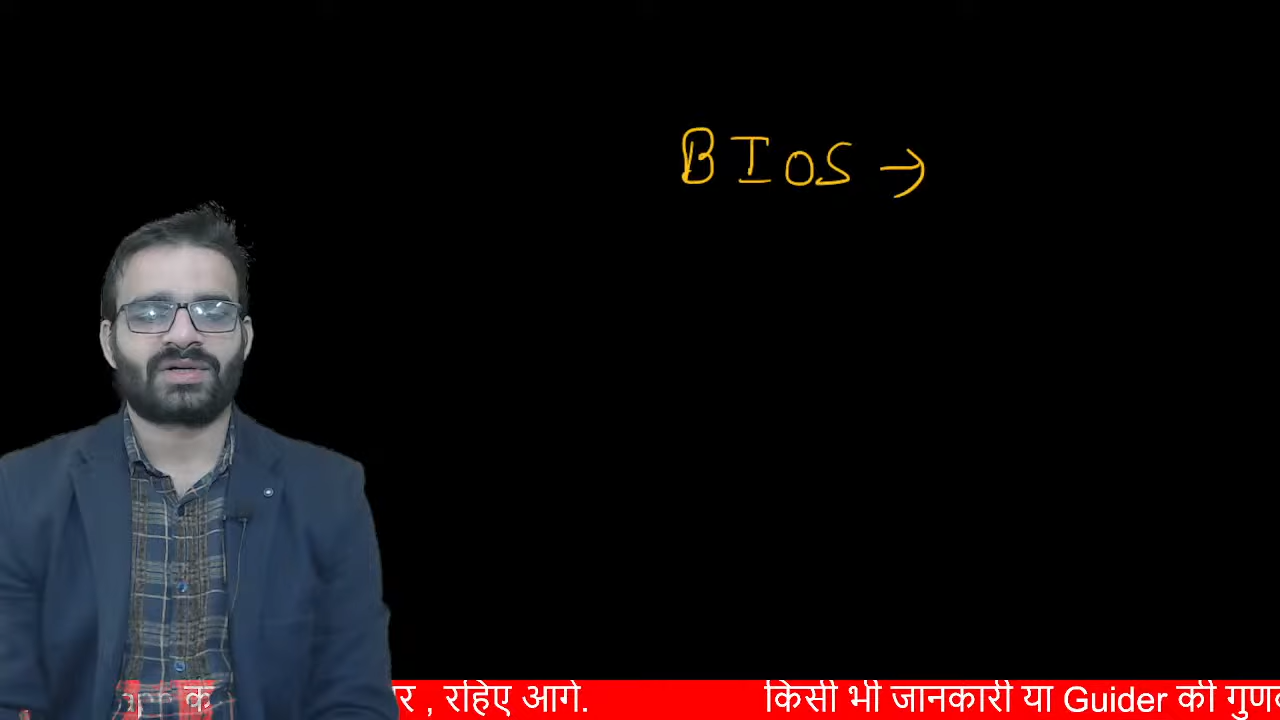 BIOS →
र , रहिए आगे. किसी भी जानकारी या Guider की